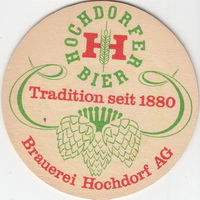 HOCHDORFER
H
BIER
Tradition seit 1880
Brauerei Hochdorf AG